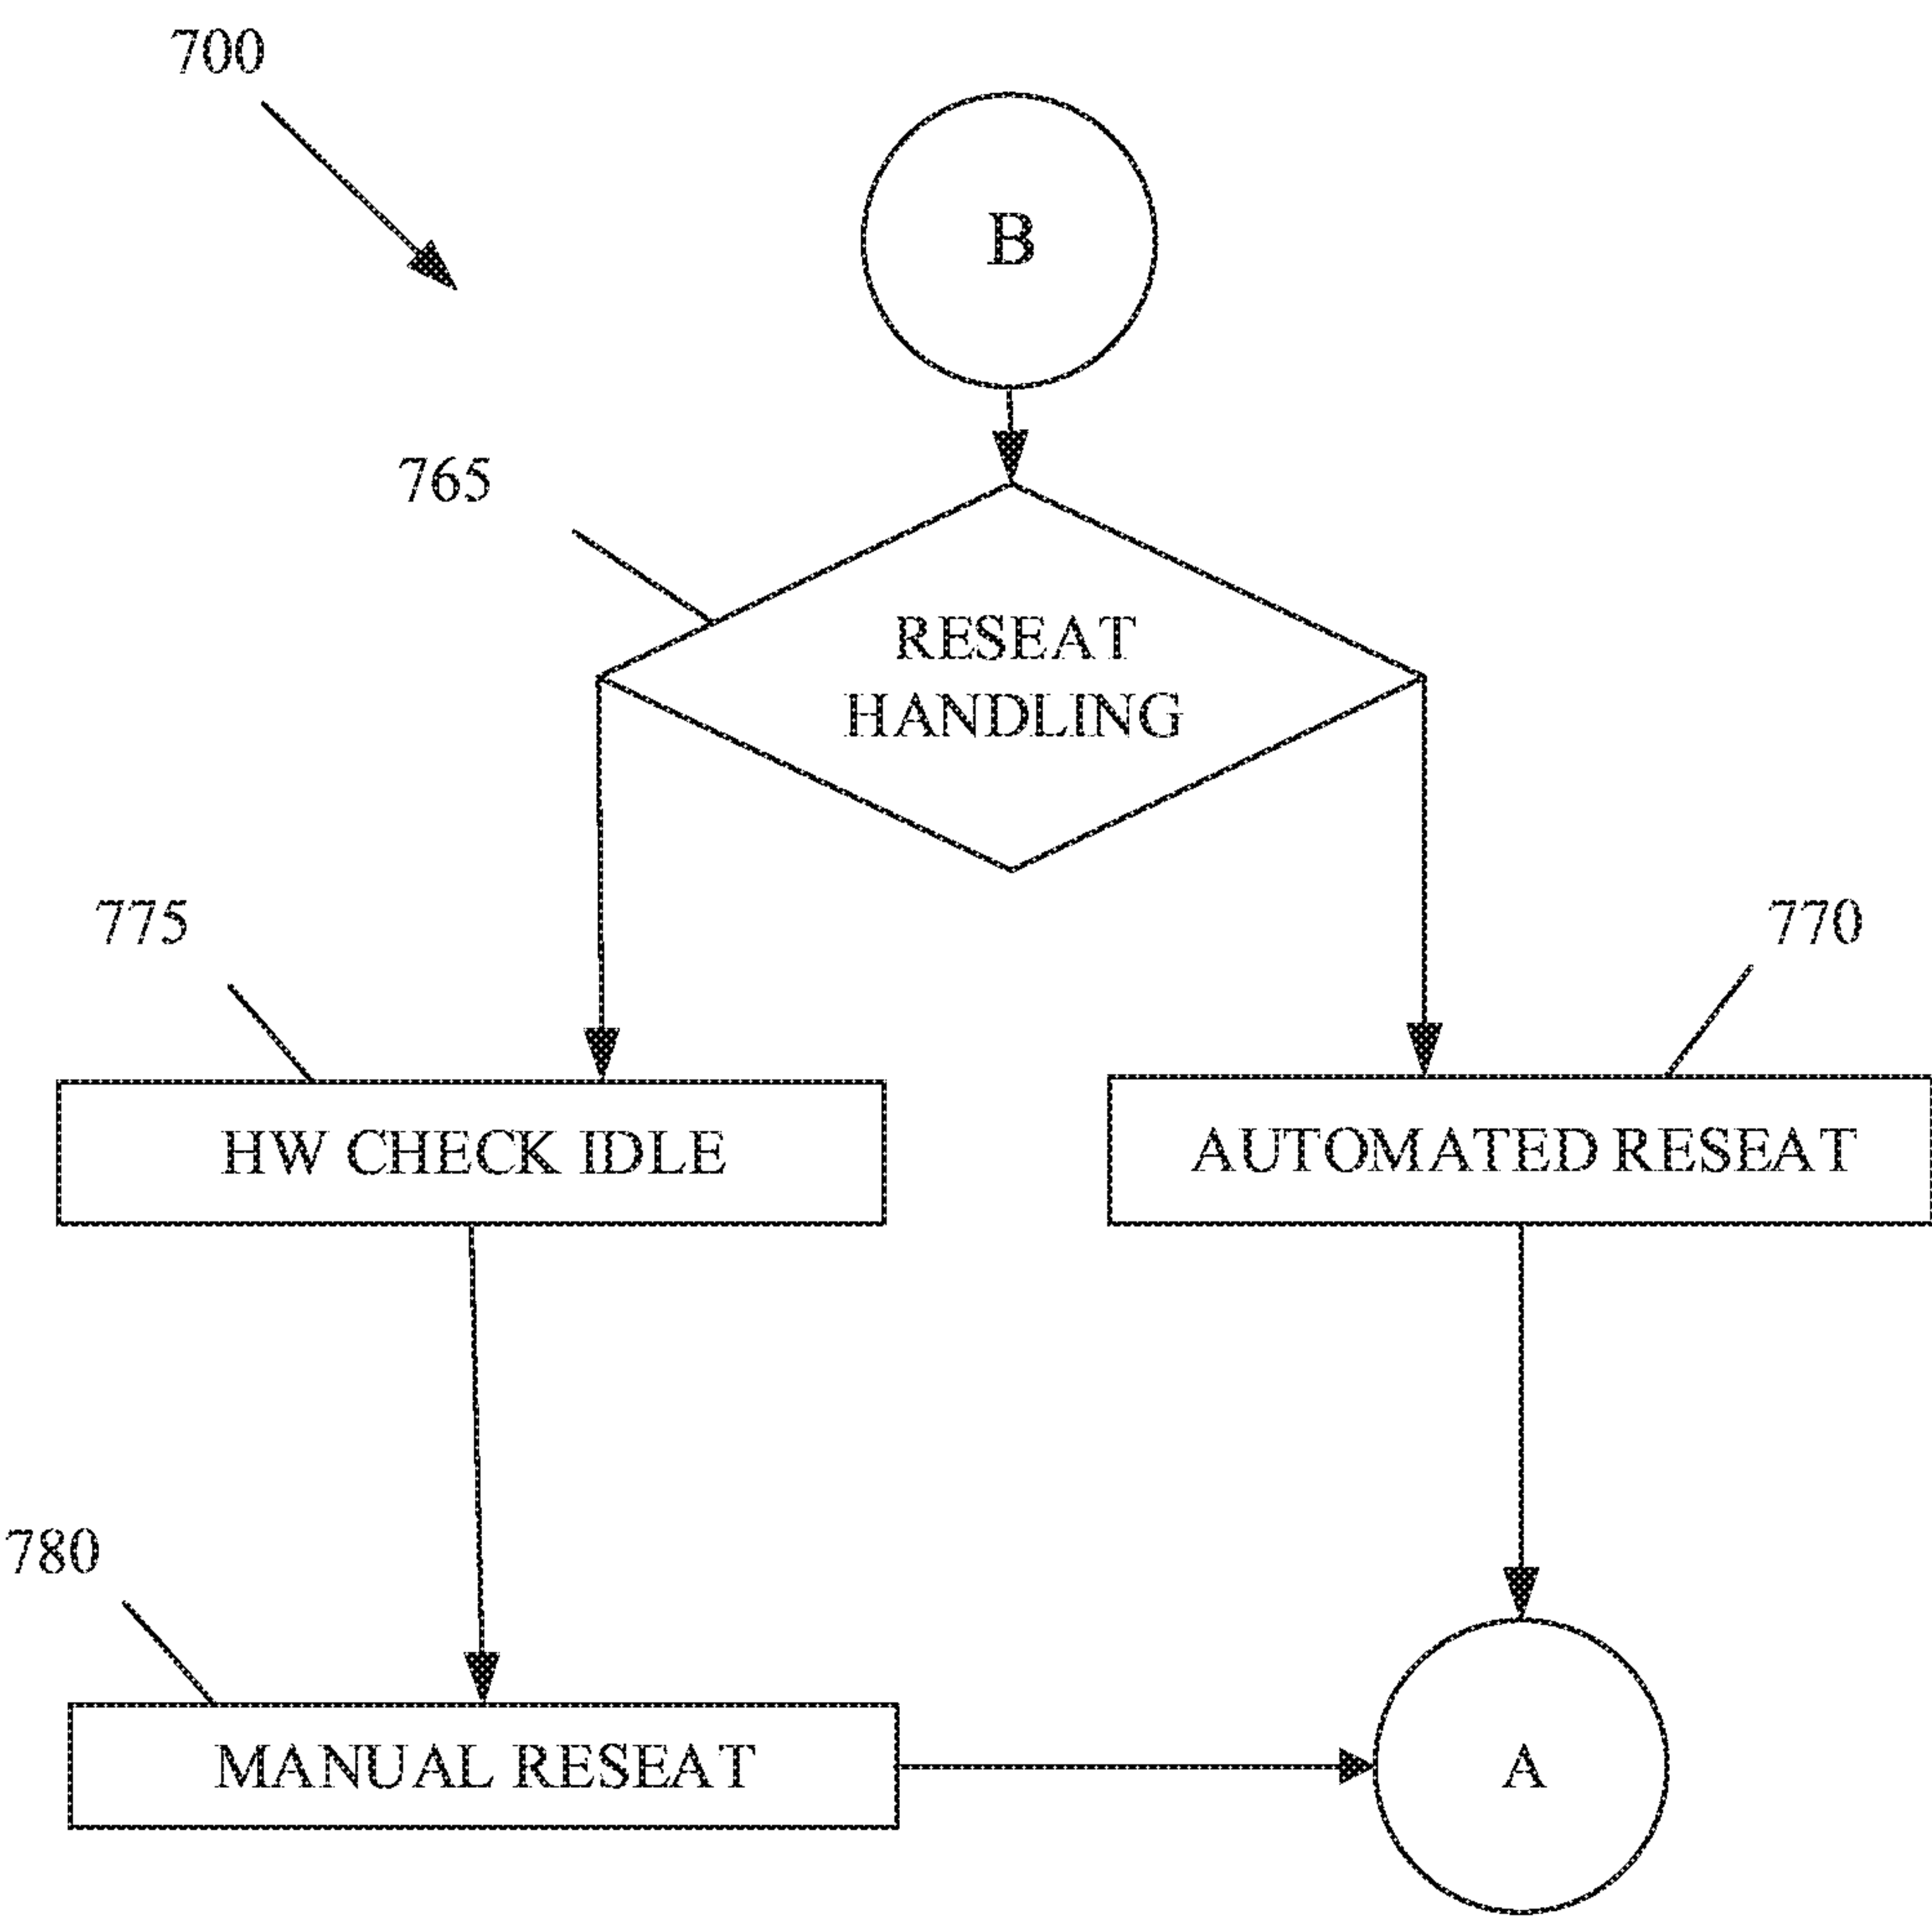 700
B
765
RESEAT
HANDLING
775
770
HW CHECK IDLE
AUTOMATED RESEAT
780
MANUAL RESEAT
A